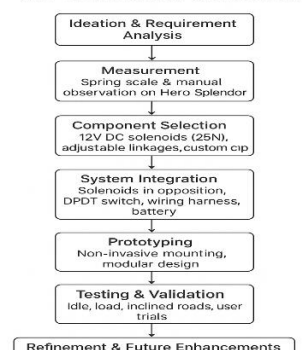 Ideation & Requirement
Analysis
Measurement
Spring scale & manual
observation on Hero Splendor
Component Selection
12V DC solenoids (25N),
adjustable linkages, custom cıp
System Integration
Solenoids in opposition,
DPDT switch, wiring harness,
battery
Prototyping
Non-invasive mounting,
modular design
Testing & Validation
Idle, load, inclined roads, user
trials
Refinement & Future Enhancements